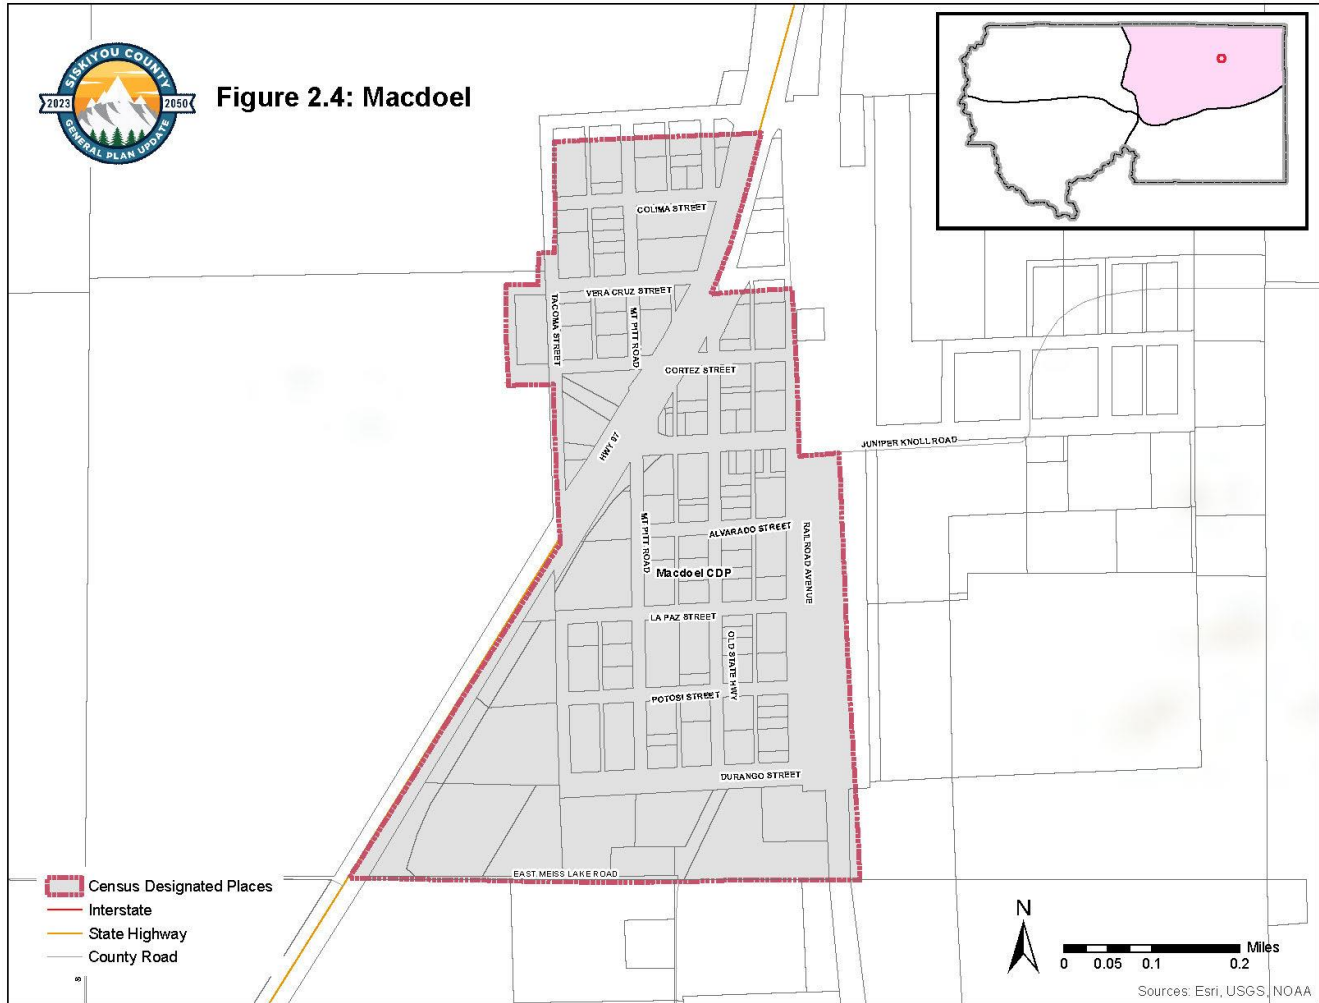 SISKIYOU COUNTY
2023
2050
GENERAL PLAN UPDATE
Figure 2.4: Macdoel
COLIMA STREET
VERA CRUZ STREET
TACOMA STREET
MT PITT ROAD
CORTEZ STREET
HWY 97
JUNIPER KNOLL ROAD
MT PITT ROAD
ALVARADO STREET
RAILROAD AVENUE
Macdoel CDP
LA PAZ STREET
OLD STATE HWY
POTOSI STREET
DURANGO STREET
EAST MEISS LAKE ROAD
Census Designated Places
Interstate
State Highway
County Road
N
Miles
0 0.05 0.1 0.2
Sources: Esri, USGS, NOAA